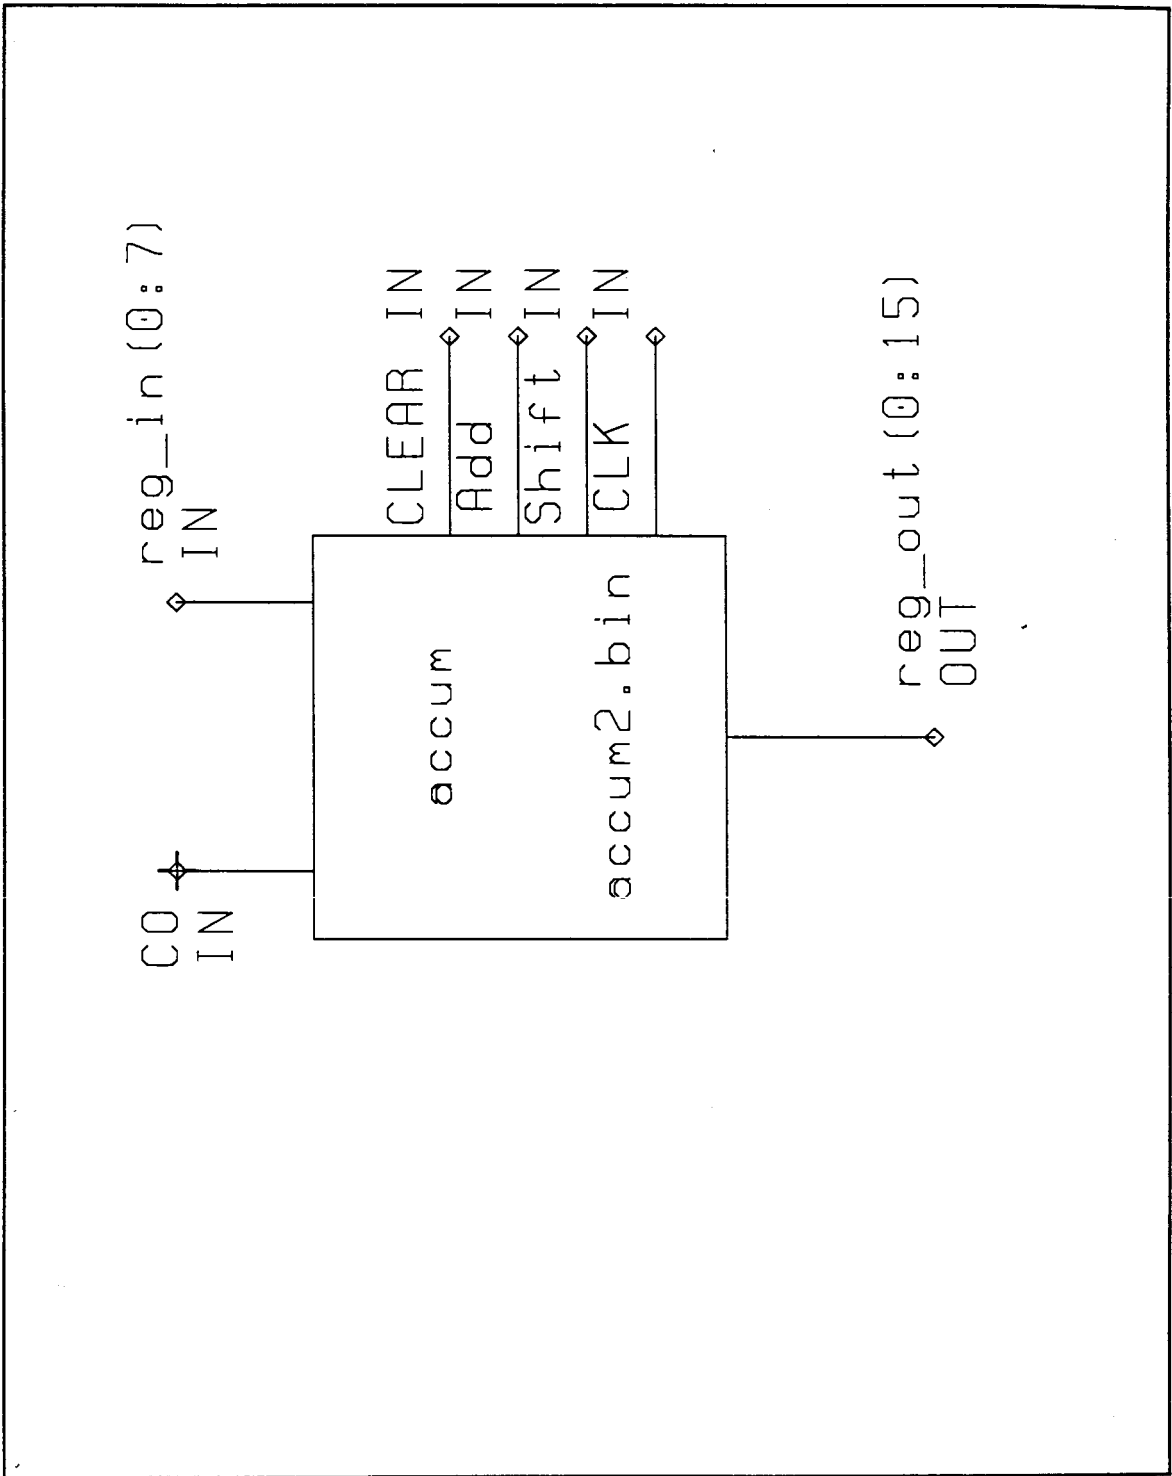 reg_in(0:7)
IN
CO
IN
CLEAR IN
Add IN
Shift IN
CLK IN
accum
accum2.bin
reg_out(0:15)
OUT